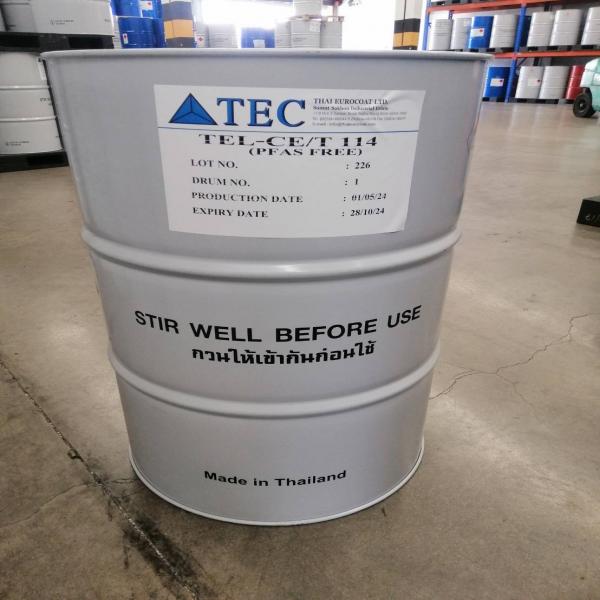 TEC
THAI EUROCOAT LTD.
TEL-CE/T 114
(PFAS FREE)
LOT NO. : 226
DRUM NO. : 1
PRODUCTION DATE : 01/05/24
EXPIRY DATE : 28/10/24
STIR WELL BEFORE USE
กวนให้เข้ากันก่อนใช้
Made in Thailand